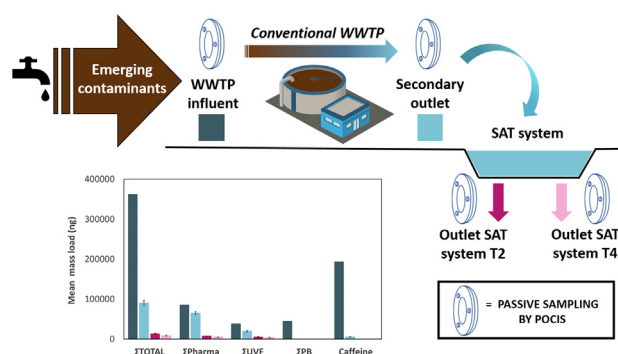 Emerging
contaminants
WWTP
influent
Conventional WWTP
Secondary
outlet
SAT system
Outlet SAT
system T2
Outlet SAT
system T4
= PASSIVE SAMPLING
BY POCIS
Mean mass load (ng)
400000
300000
200000
100000
0
ΣTOTAL ΣPharma ΣUVF ΣPB Caffeine